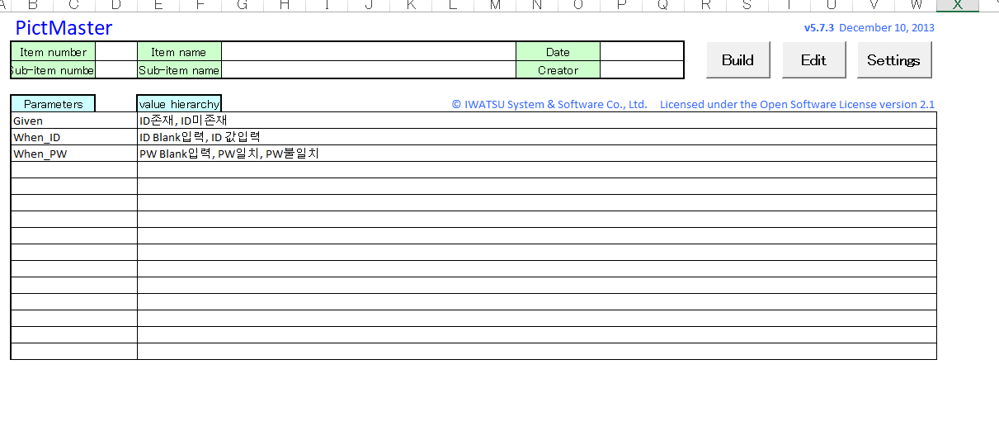 A B C D E F G H I J K L M N O P Q R S T U V W X
PictMaster
v5.7.3 December 10, 2013
Item number Item name Date
Sub-item numbe Sub-item name Creator
Build Edit Settings
Parameters value hierarchy
© IWATSU System & Software Co., Ltd. Licensed under the Open Software License version 2.1
Given ID존재, ID미존재
When_ID ID Blank입력, ID 값입력
When_PW PW Blank입력, PW일치, PW불일치